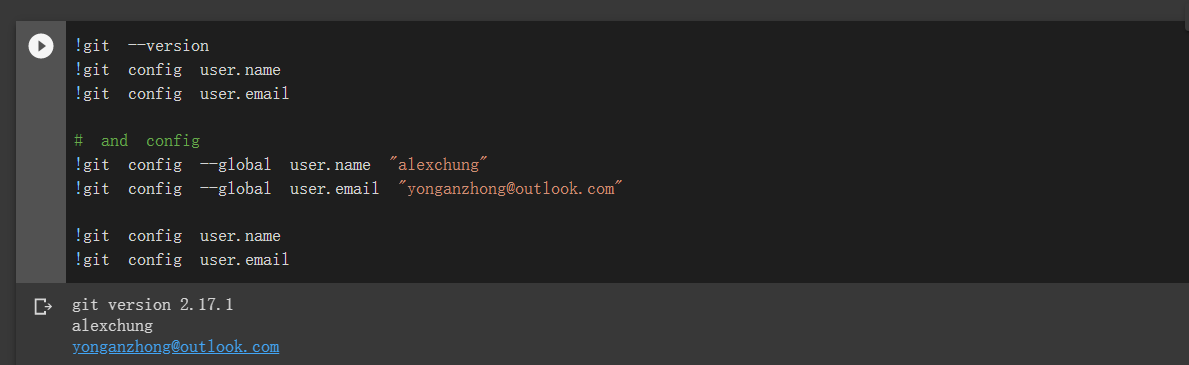 !git --version
!git config user.name
!git config user.email
# and config
!git config --global user.name "alexchung"
!git config --global user.email "yonganzhong@outlook.com"
!git config user.name
!git config user.email
git version 2.17.1
alexchung
yonganzhong@outlook.com